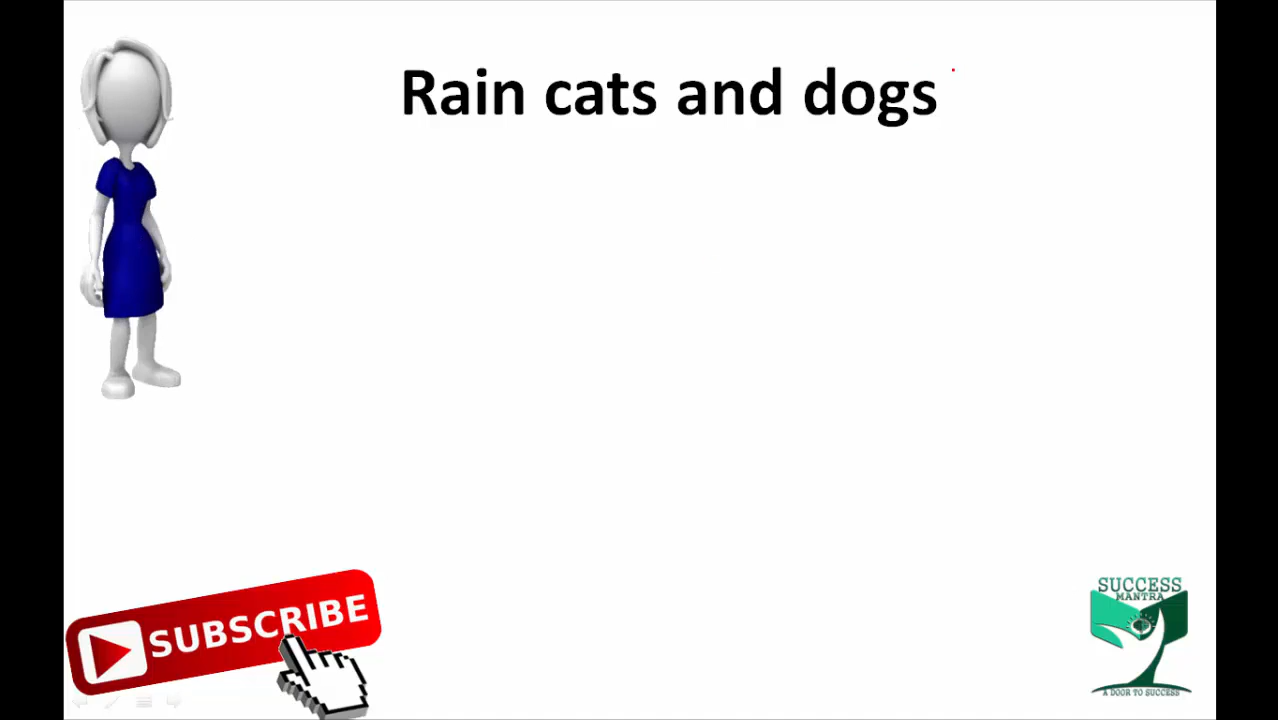 Rain cats and dogs
SUBSCRIBE
SUCCESS
MANTRA
A DOOR TO SUCCESS